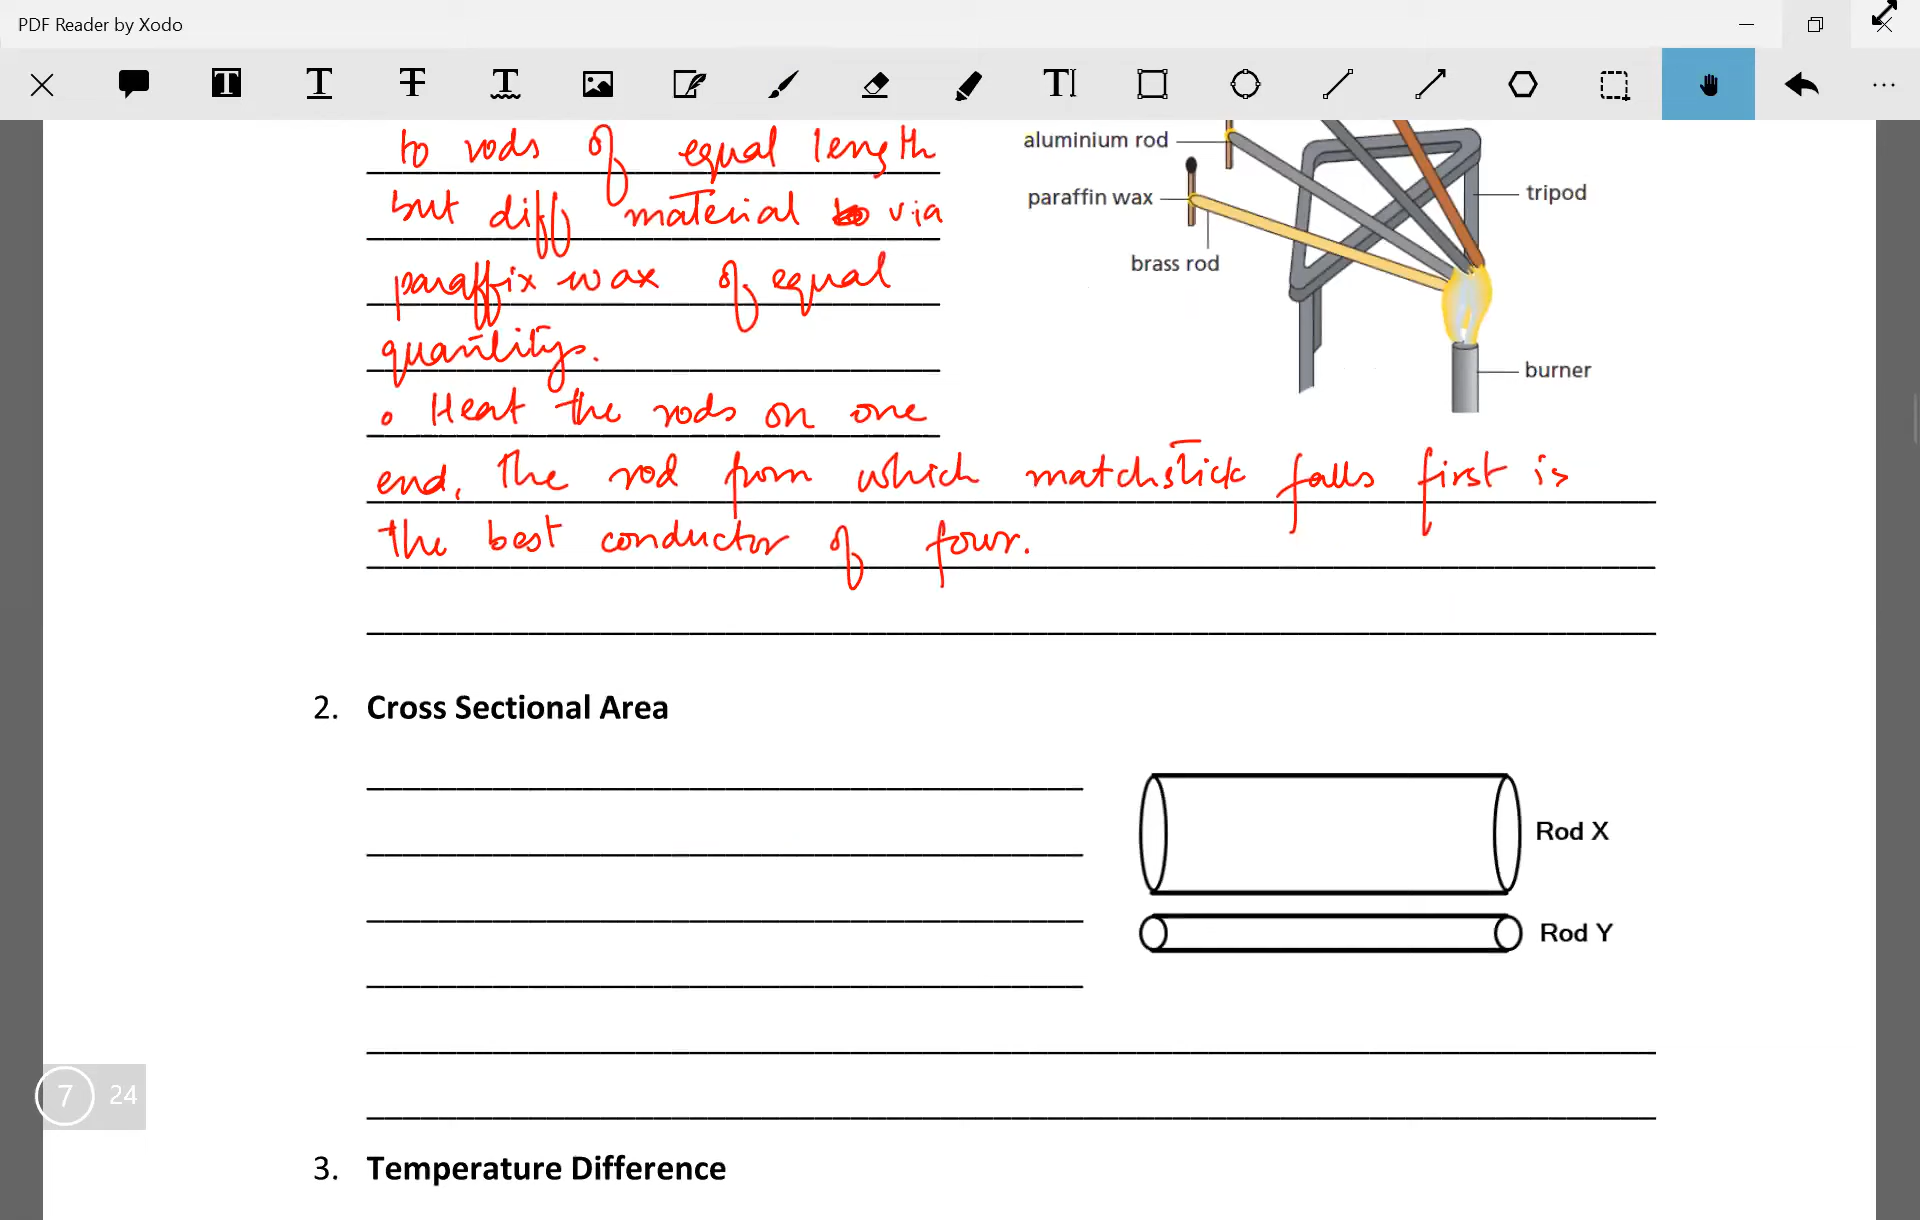 PDF Reader by Xodo
to rods of equal length
but diff material via
paraffix wax of equal
quantity.
• Heat the rods on one
end, the rod from which matchstick falls first is
the best conductor of four.
aluminium rod
paraffin wax
brass rod
tripod
burner
2. Cross Sectional Area
Rod X
Rod Y
3. Temperature Difference
7 24